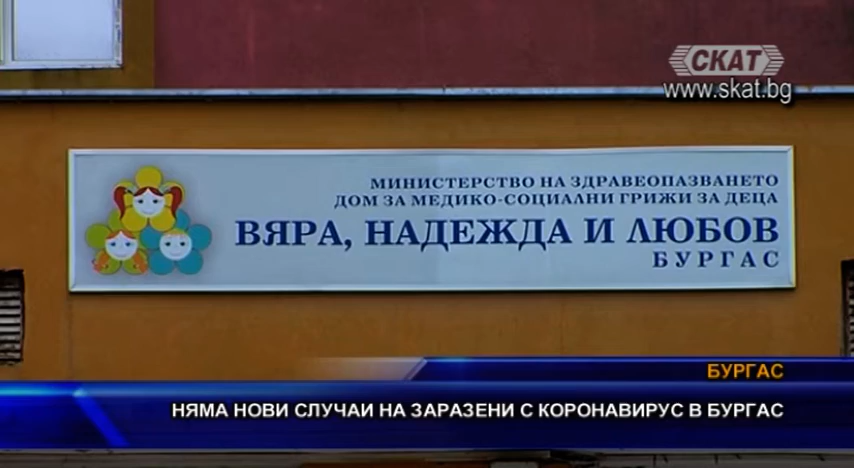 СКАТ
www.skat.bg
МИНИСТЕРСТВО НА ЗДРАВЕОПАЗВАНЕТО
ДОМ ЗА МЕДИКО-СОЦИАЛНИ ГРИЖИ ЗА ДЕЦА
ВЯРА, НАДЕЖДА И ЛЮБОВ
БУРГАС
БУРГАС
НЯМА НОВИ СЛУЧАИ НА ЗАРАЗЕНИ С КОРОНАВИРУС В БУРГАС